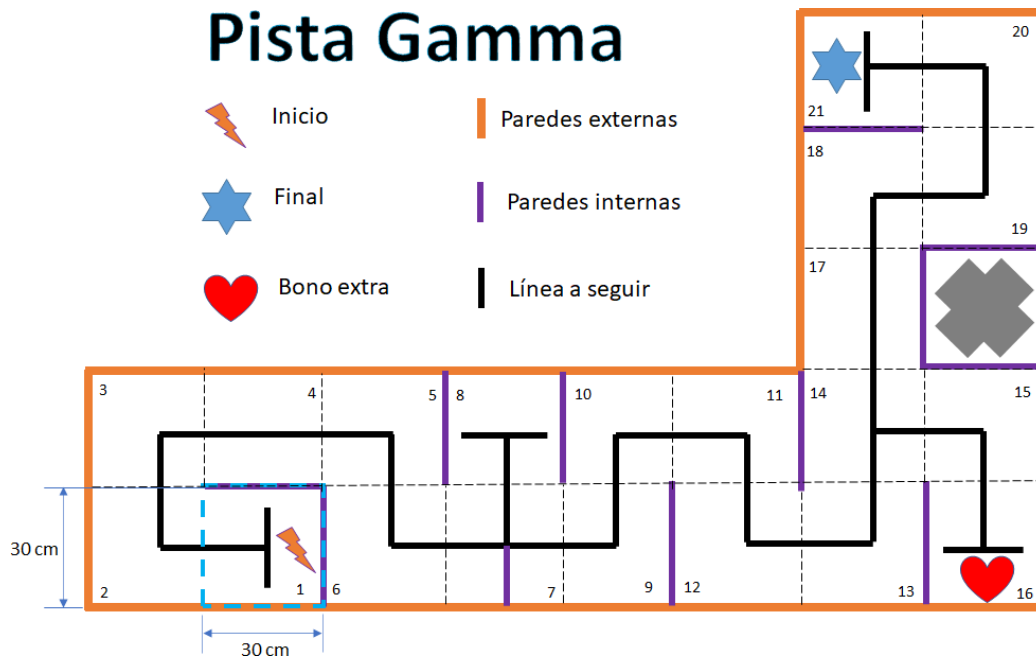 Pista Gamma
Inicio
Paredes externas
Final
Paredes internas
Bono extra
Línea a seguir
20
21
18
19
17
3
4
5
8
10
11
14
15
30 cm
2
1
6
7
9
12
13
16
30 cm